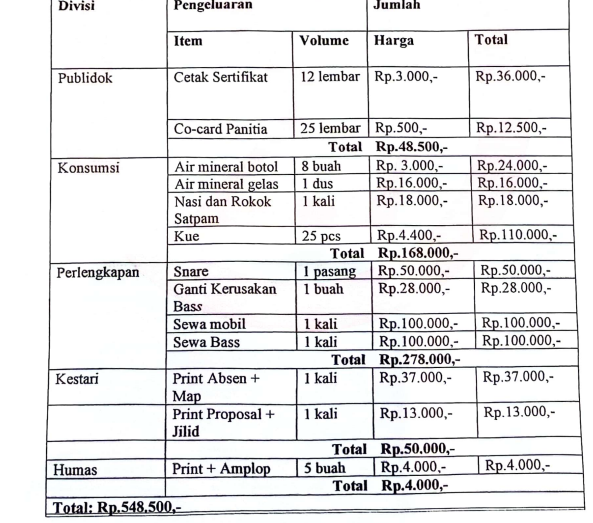 Divisi Pengeluaran Jumlah
Item Volume Harga Total
Publidok Cetak Sertifikat 12 lembar Rp.3.000,- Rp.36.000,-
Co-card Panitia 25 lembar Rp.500,- Rp.12.500,-
Total Rp.48.500,-
Konsumsi Air mineral botol 8 buah Rp. 3.000,- Rp.24.000,-
Air mineral gelas 1 dus Rp.16.000,- Rp.16.000,-
Nasi dan Rokok 1 kali Rp.18.000,- Rp.18.000,-
Satpam
Kue 25 pcs Rp.4.400,- Rp.110.000,-
Total Rp.168.000,-
Perlengkapan Snare 1 pasang Rp.50.000,- Rp.50.000,-
Ganti Kerusakan 1 buah Rp.28.000,- Rp.28.000,-
Bass
Sewa mobil 1 kali Rp.100.000,- Rp.100.000,-
Sewa Bass 1 kali Rp.100.000,- Rp.100.000,-
Total Rp.278.000,-
Kestari Print Absen + 1 kali Rp.37.000,- Rp.37.000,-
Map
Print Proposal + 1 kali Rp.13.000,- Rp.13.000,-
Jilid
Total Rp.50.000,-
Humas Print + Amplop 5 buah Rp.4.000,- Rp.4.000,-
Total Rp.4.000,-
Total: Rp.548.500,-